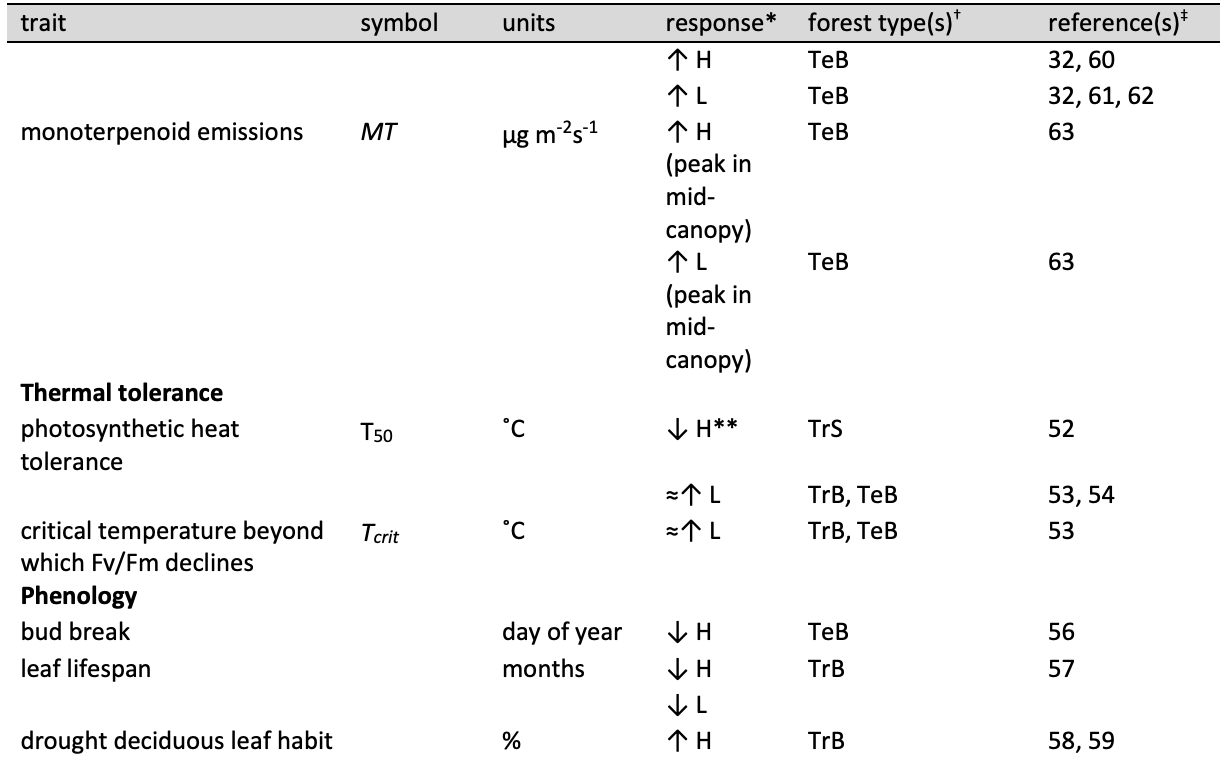 trait symbol units response* forest type(s)† reference(s)‡
↑ H TeB 32, 60
↑ L TeB 32, 61, 62
monoterpenoid emissions MT µg m-2s-1 ↑ H TeB 63
(peak in
mid-
canopy)
↑ L TeB 63
(peak in
mid-
canopy)
Thermal tolerance
photosynthetic heat T50 ˚C ↓ H** TrS 52
tolerance
≈↑ L TrB, TeB 53, 54
critical temperature beyond Tcrit ˚C ≈↑ L TrB, TeB 53
which Fv/Fm declines
Phenology
bud break day of year ↓ H TeB 56
leaf lifespan months ↓ H TrB 57
↓ L
drought deciduous leaf habit % ↑ H TrB 58, 59